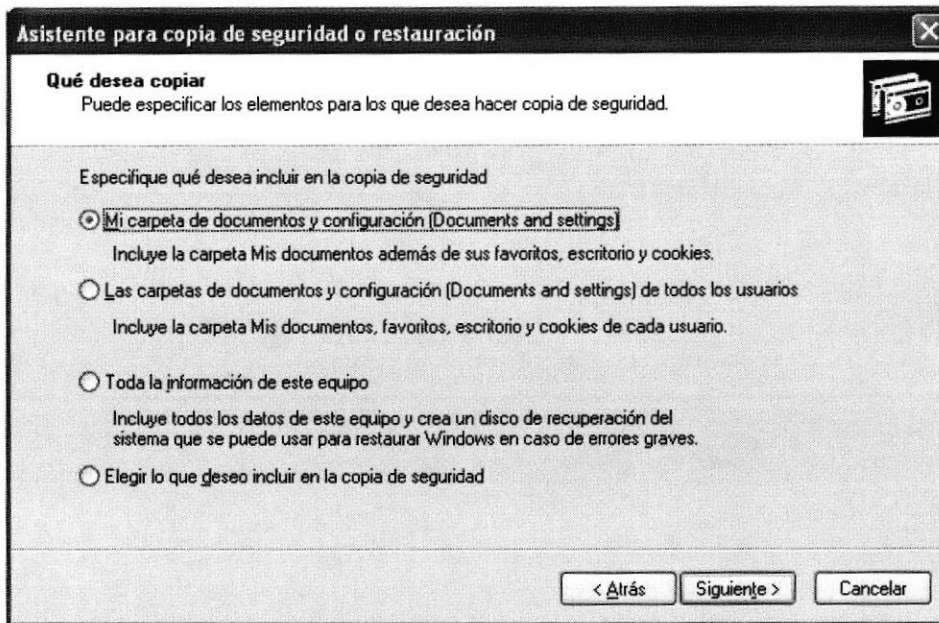 Asistente para copia de seguridad o restauración
Qué desea copiar
Puede especificar los elementos para los que desea hacer copia de seguridad.
Especifique qué desea incluir en la copia de seguridad
Mi carpeta de documentos y configuración (Documents and settings)
Incluye la carpeta Mis documentos además de sus favoritos, escritorio y cookies.
Las carpetas de documentos y configuración (Documents and settings) de todos los usuarios
Incluye la carpeta Mis documentos, favoritos, escritorio y cookies de cada usuario.
Toda la información de este equipo
Incluye todos los datos de este equipo y crea un disco de recuperación del
sistema que se puede usar para restaurar Windows en caso de errores graves.
Elegir lo que deseo incluir en la copia de seguridad
< Atrás Siguiente > Cancelar